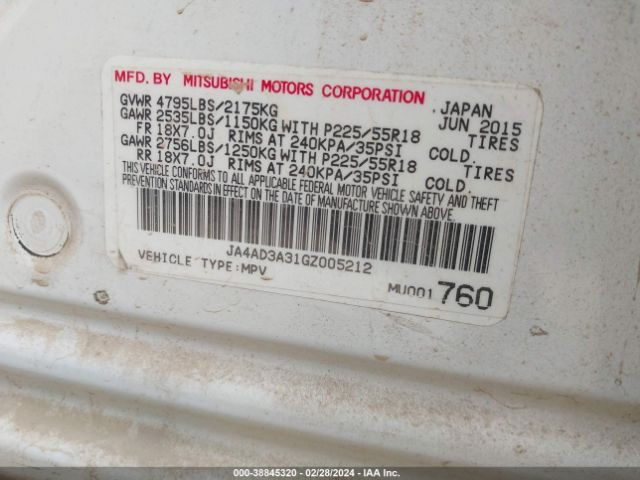 MFD. BY MITSUBISHI MOTORS CORPORATION JAPAN
GVWR 4795LBS/2175KG JUN 2015
GAWR 2535LBS/1150KG WITH P225/55R18 TIRES
FR 18X7.0J RIMS AT 240KPA/35PSI COLD.
GAWR 2756LBS/1250KG WITH P225/55R18 TIRES
RR 18X7.0J RIMS AT 240KPA/35PSI COLD.
THIS VEHICLE CONFORMS TO ALL APPLICABLE FEDERAL MOTOR VEHICLE SAFETY AND THEFT
PREVENTION STANDARDS IN EFFECT ON THE DATE OF MANUFACTURE SHOWN ABOVE.
JA4AD3A31GZ005212
VEHICLE TYPE:MPV MU001 760
000-38845320 - 02/28/2024 - IAA Inc.